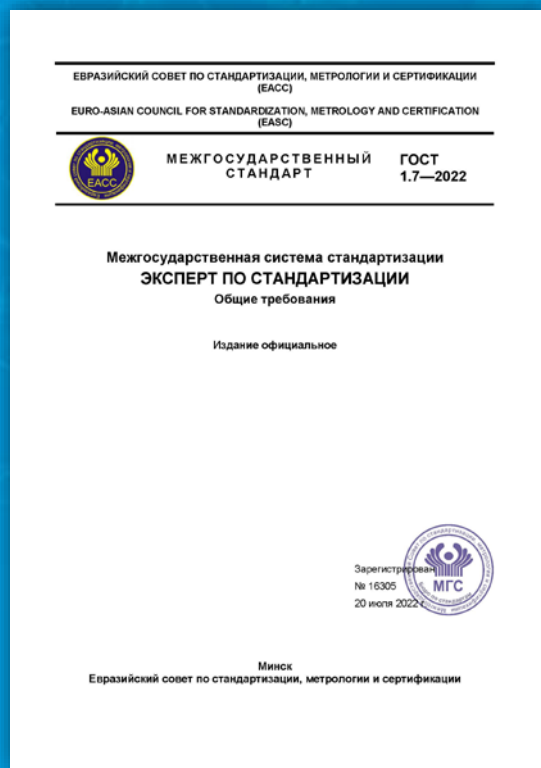 ЕВРАЗИЙСКИЙ СОВЕТ ПО СТАНДАРТИЗАЦИИ, МЕТРОЛОГИИ И СЕРТИФИКАЦИИ
(ЕАСС)
EURO-ASIAN COUNCIL FOR STANDARDIZATION, METROLOGY AND CERTIFICATION
(EASC)
ЕАСС
МЕЖГОСУДАРСТВЕННЫЙ
СТАНДАРТ
ГОСТ
1.7—2022
Межгосударственная система стандартизации
ЭКСПЕРТ ПО СТАНДАРТИЗАЦИИ
Общие требования
Издание официальное
Зарегистрирован
№ 16305
20 июля 2022 г.
МГС
Минск
Евразийский совет по стандартизации, метрологии и сертификации